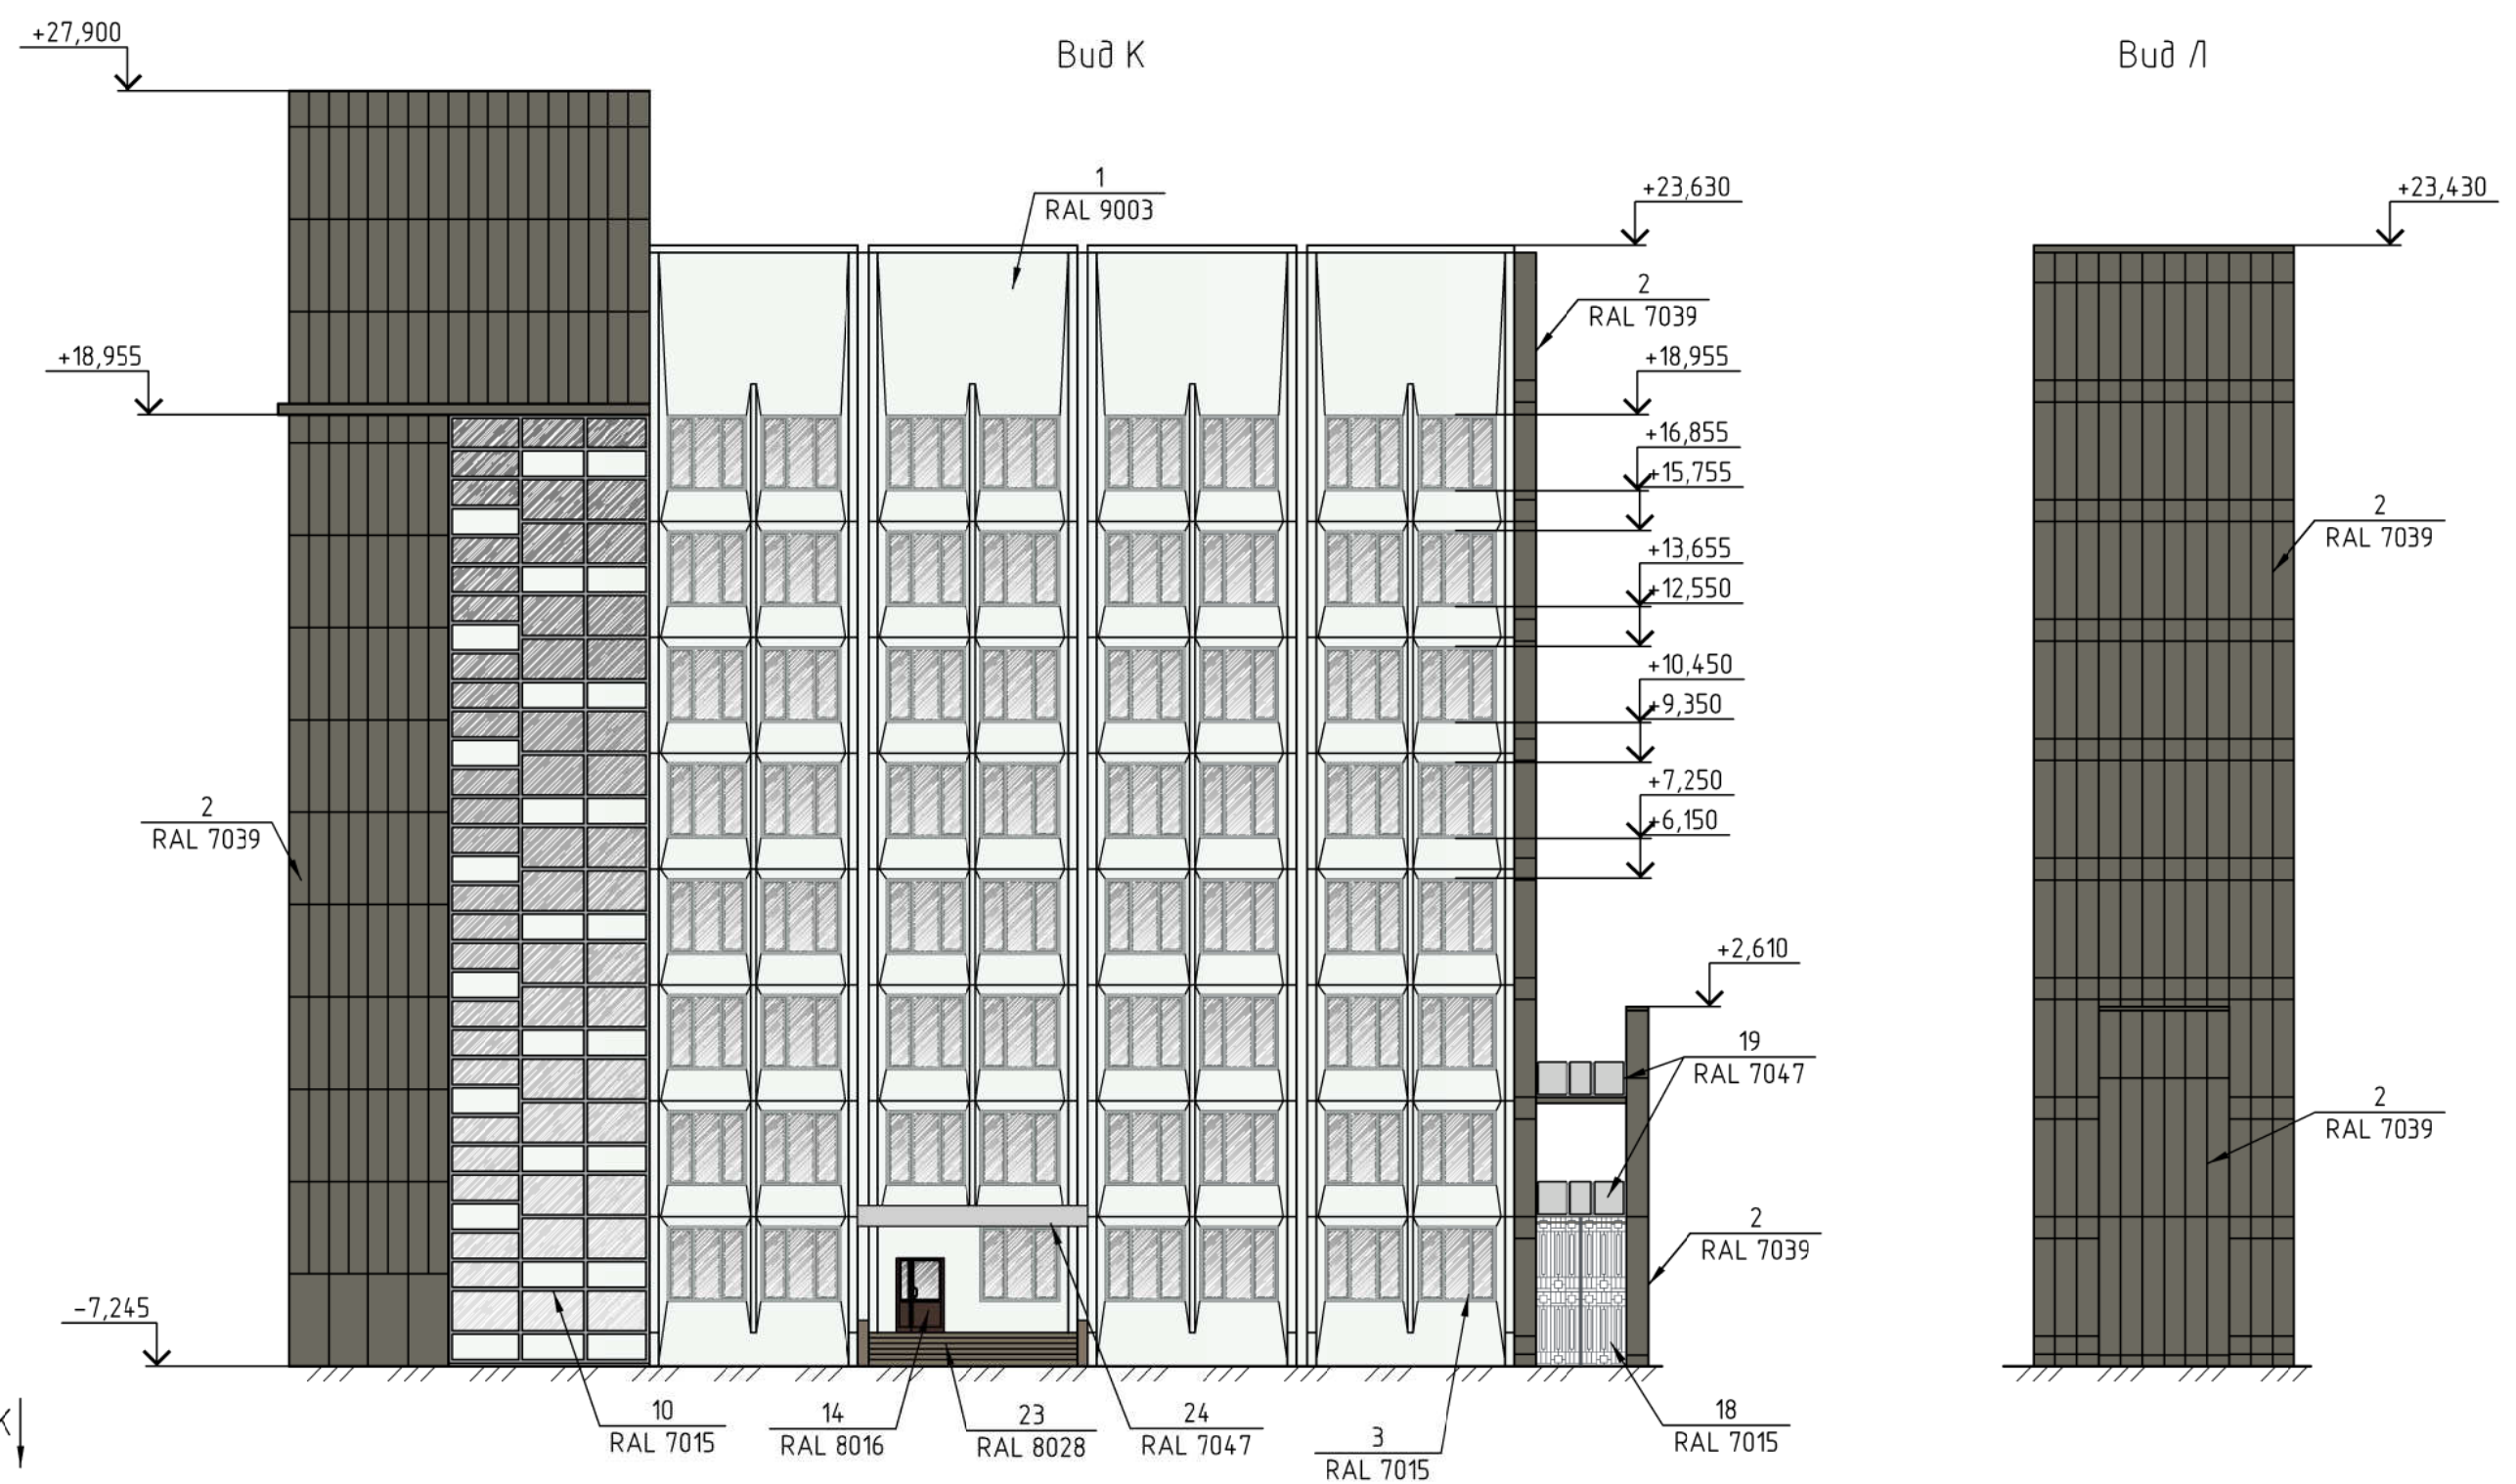 Вид К
Вид Л
+27,900
1
RAL 9003
+23,630
+23,430
2
RAL 7039
+18,955
+18,955
+16,855
+15,755
2
RAL 7039
+13,655
+12,550
+10,450
+9,350
+7,250
+6,150
2
RAL 7039
+2,610
19
RAL 7047
2
RAL 7039
2
RAL 7039
-7,245
К
10
RAL 7015
14
RAL 8016
23
RAL 8028
24
RAL 7047
3
RAL 7015
18
RAL 7015